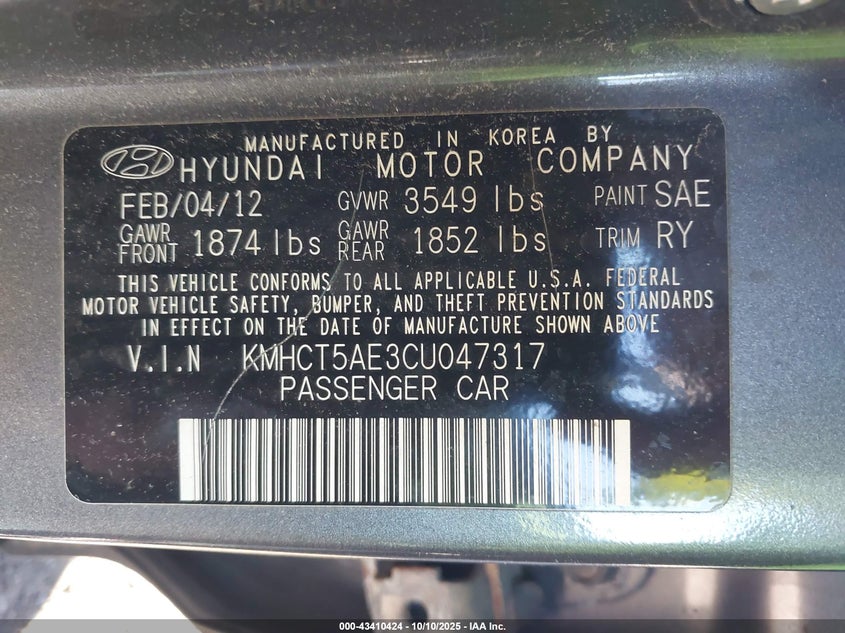 MANUFACTURED IN KOREA BY
HYUNDAI MOTOR COMPANY
FEB/04/12 GVWR 3549 lbs PAINT SAE
GAWR FRONT 1874 lbs GAWR REAR 1852 lbs TRIM RY
THIS VEHICLE CONFORMS TO ALL APPLICABLE U.S.A. FEDERAL
MOTOR VEHICLE SAFETY, BUMPER, AND THEFT PREVENTION STANDARDS
IN EFFECT ON THE DATE OF MANUFACTURE SHOWN ABOVE
V.I.N KMHCT5AE3CU047317
PASSENGER CAR
000-43410424 - 10/10/2025 - IAA Inc.